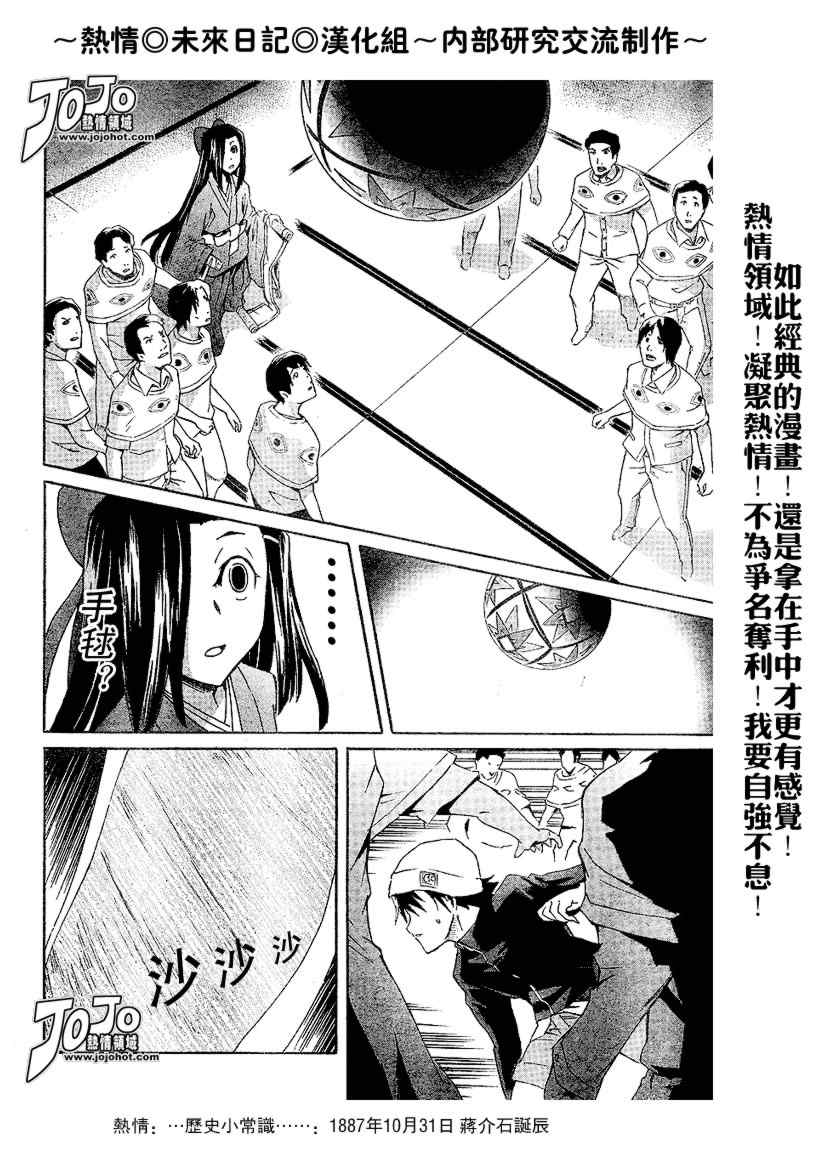 ～熱情◎未來日記◎漢化組～內部研究交流制作～
JOJO
熱情領域
www.jojohot.com
如此經典的漫畫！還是拿在手中才更有感覺！
熱情領域！凝聚熱情！不為爭名奪利！我要自強不息！
手毬？
沙
沙
沙
JOJO
熱情領域
www.jojohot.com
熱情：…歷史小常識……：1887年10月31日 蔣介石誕辰